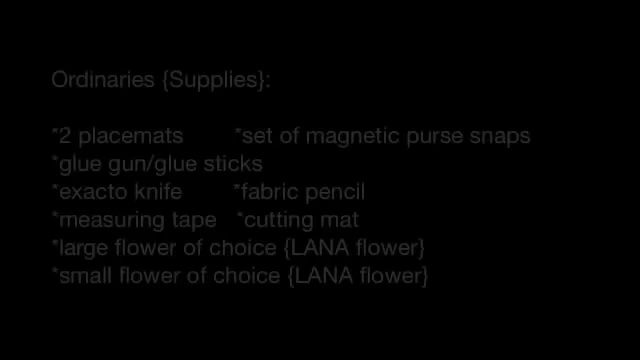 Ordinaries {Supplies}:
*2 placemats *set of magnetic purse snaps
*glue gun/glue sticks
*exacto knife *fabric pencil
*measuring tape *cutting mat
*large flower of choice {LANA flower}
*small flower of choice {LANA flower}